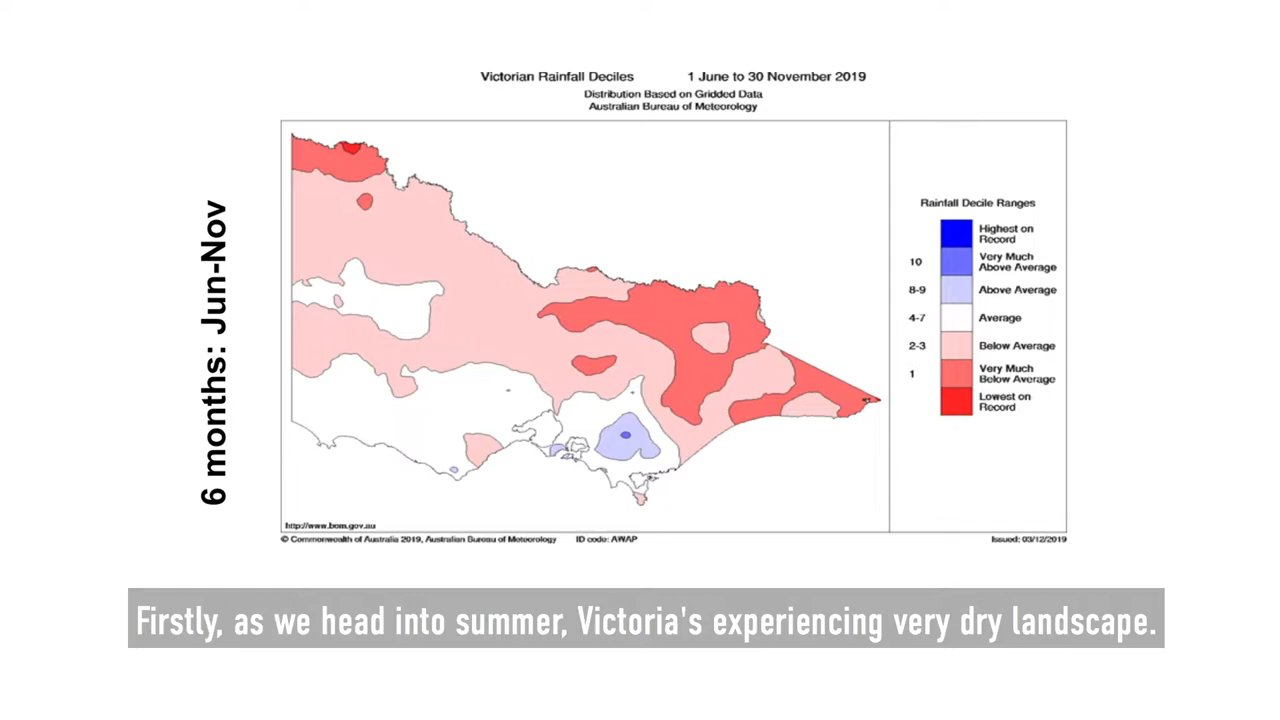 Victorian Rainfall Deciles 1 June to 30 November 2019
Distribution Based on Gridded Data
Australian Bureau of Meteorology
6 months: Jun-Nov
Rainfall Decile Ranges
Highest on
Record
10 Very Much
Above Average
8-9 Above Average
4-7 Average
2-3 Below Average
1 Very Much
Below Average
Lowest on
Record
http://www.bom.gov.au
© Commonwealth of Australia 2019, Australian Bureau of Meteorology ID code: AWAP Issued: 03/12/2019
Firstly, as we head into summer, Victoria's experiencing very dry landscape.